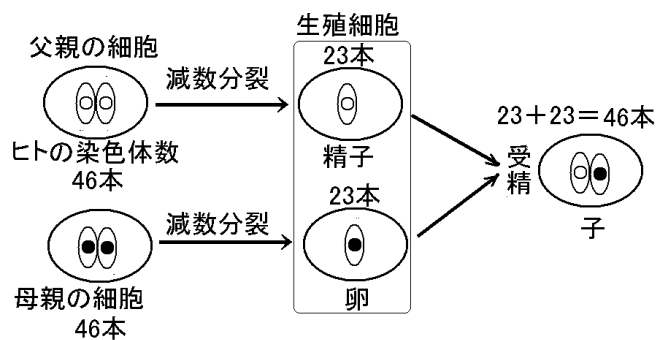 生殖細胞
父親の細胞
23本
減数分裂
23+23=46本
ヒトの染色体数
46本
精子
受精
23本
減数分裂
子
母親の細胞
46本
卵